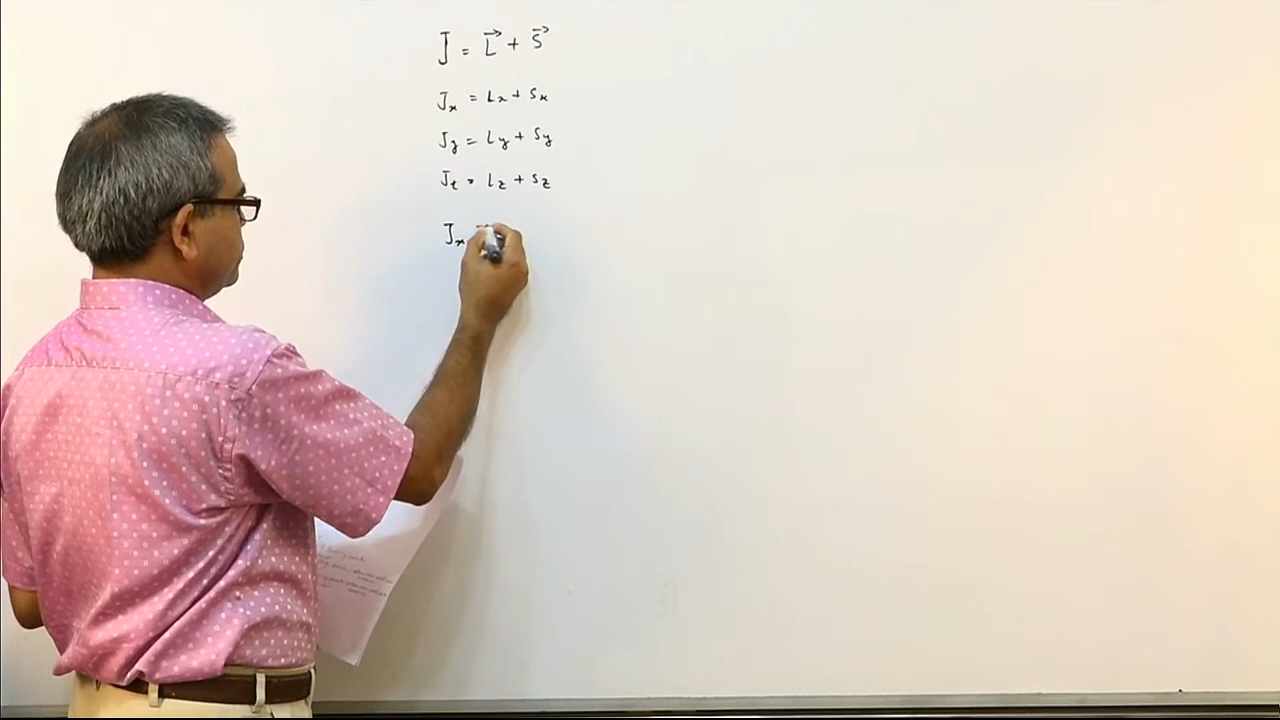 J = L⃗ + S⃗
Jx = Lx + Sx
Jy = Ly + Sy
Jz = Lz + Sz
Jx